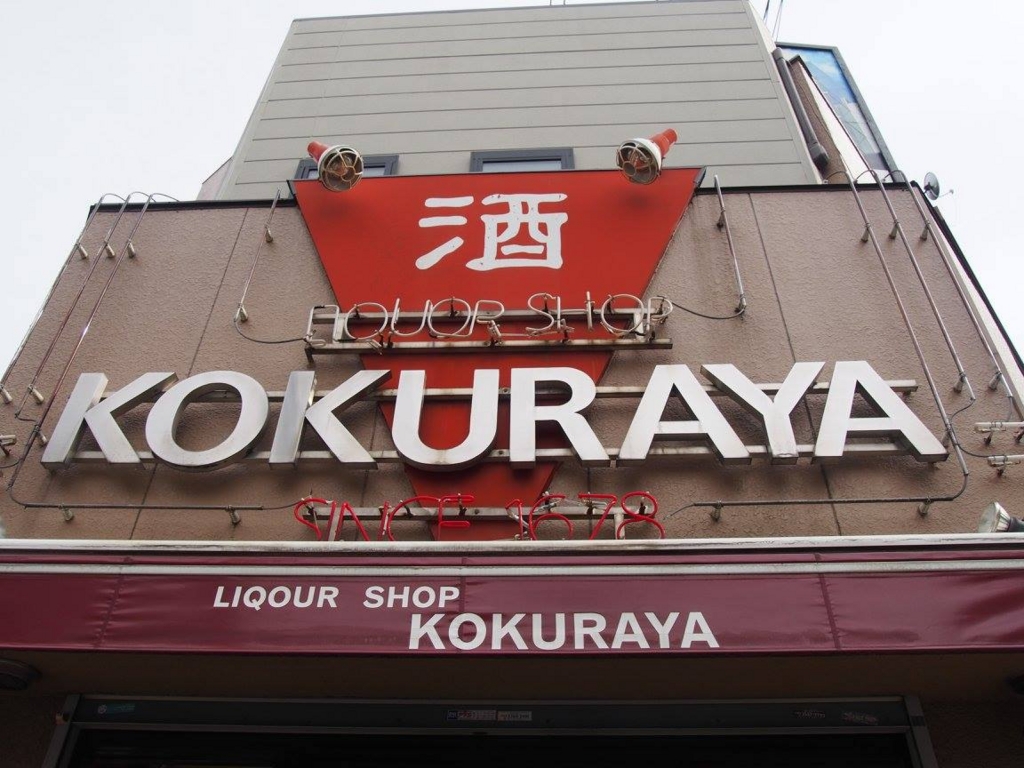 酒
LIQUOR SHOP
KOKURAYA
SINCE 1678
LIQOUR SHOP
KOKURAYA